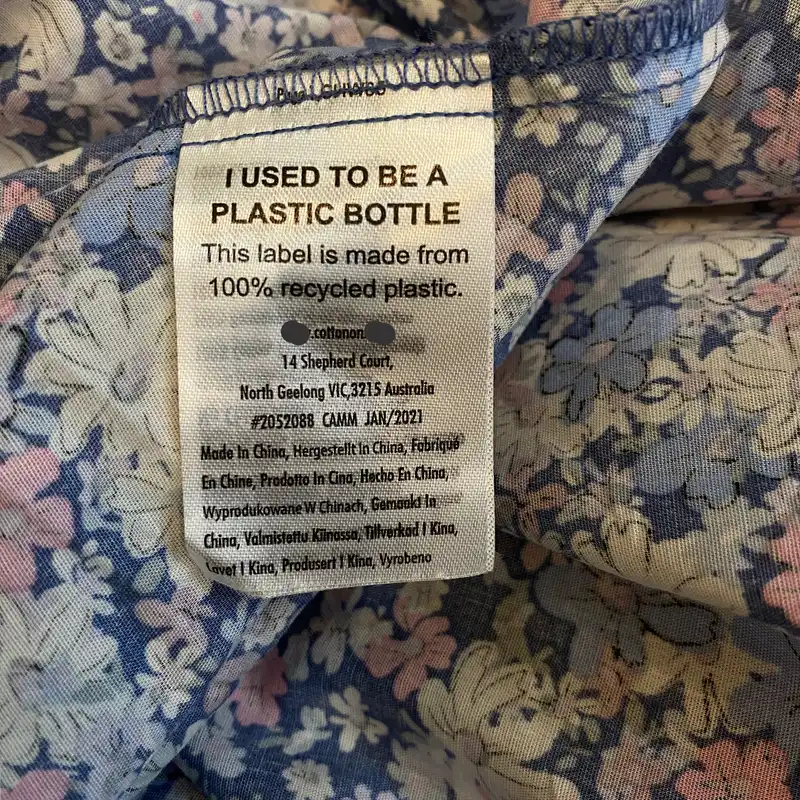 I USED TO BE A
PLASTIC BOTTLE
This label is made from
100% recycled plastic.
.cottonon.
14 Shepherd Court,
North Geelong VIC,3215 Australia
#2052088 CAMM JAN/2021
Made In China, Hergestellt in China, Fabriqué
En Chine, Prodotto In Cina, Hecho En China,
Wyprodukowane W Chinach, Gemaakt In
China, Valmistettu Kiinassa, Tillverkad I Kina,
Lavet I Kina, Produsert I Kina, Vyrobeno